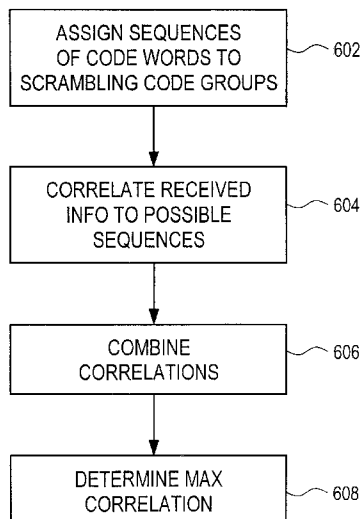 ASSIGN SEQUENCES
OF CODE WORDS TO
SCRAMBLING CODE GROUPS
602
CORRELATE RECEIVED
INFO TO POSSIBLE
SEQUENCES
604
COMBINE
CORRELATIONS
606
DETERMINE MAX
CORRELATION
608